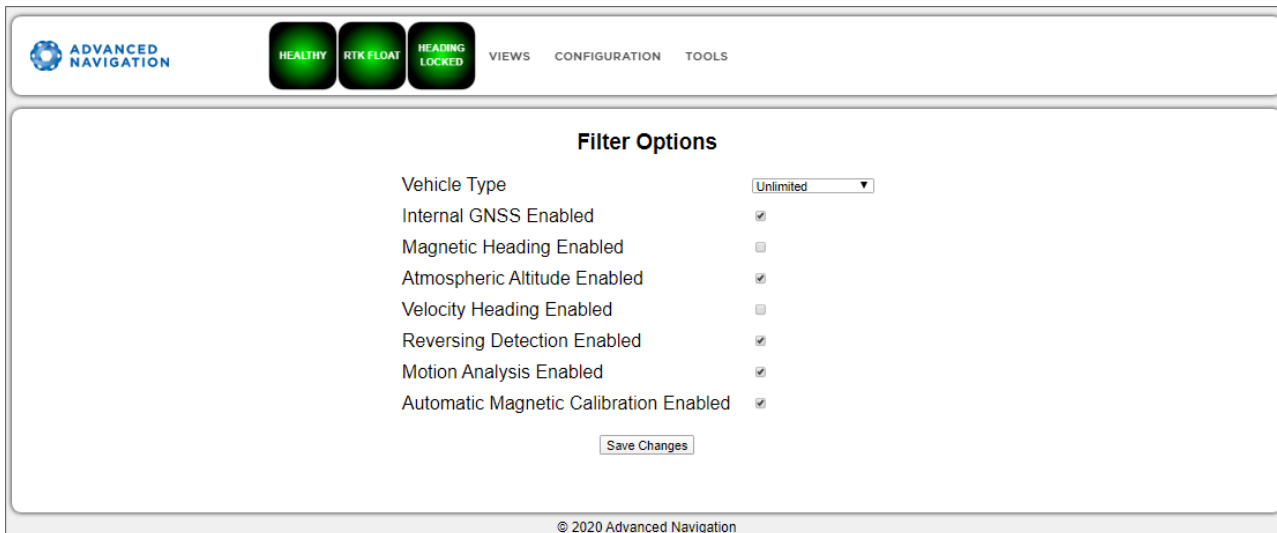 ADVANCED
NAVIGATION
HEALTHY
RTK FLOAT
HEADING
LOCKED
VIEWS
CONFIGURATION
TOOLS
Filter Options
Vehicle Type Unlimited
Internal GNSS Enabled
Magnetic Heading Enabled
Atmospheric Altitude Enabled
Velocity Heading Enabled
Reversing Detection Enabled
Motion Analysis Enabled
Automatic Magnetic Calibration Enabled
Save Changes
© 2020 Advanced Navigation